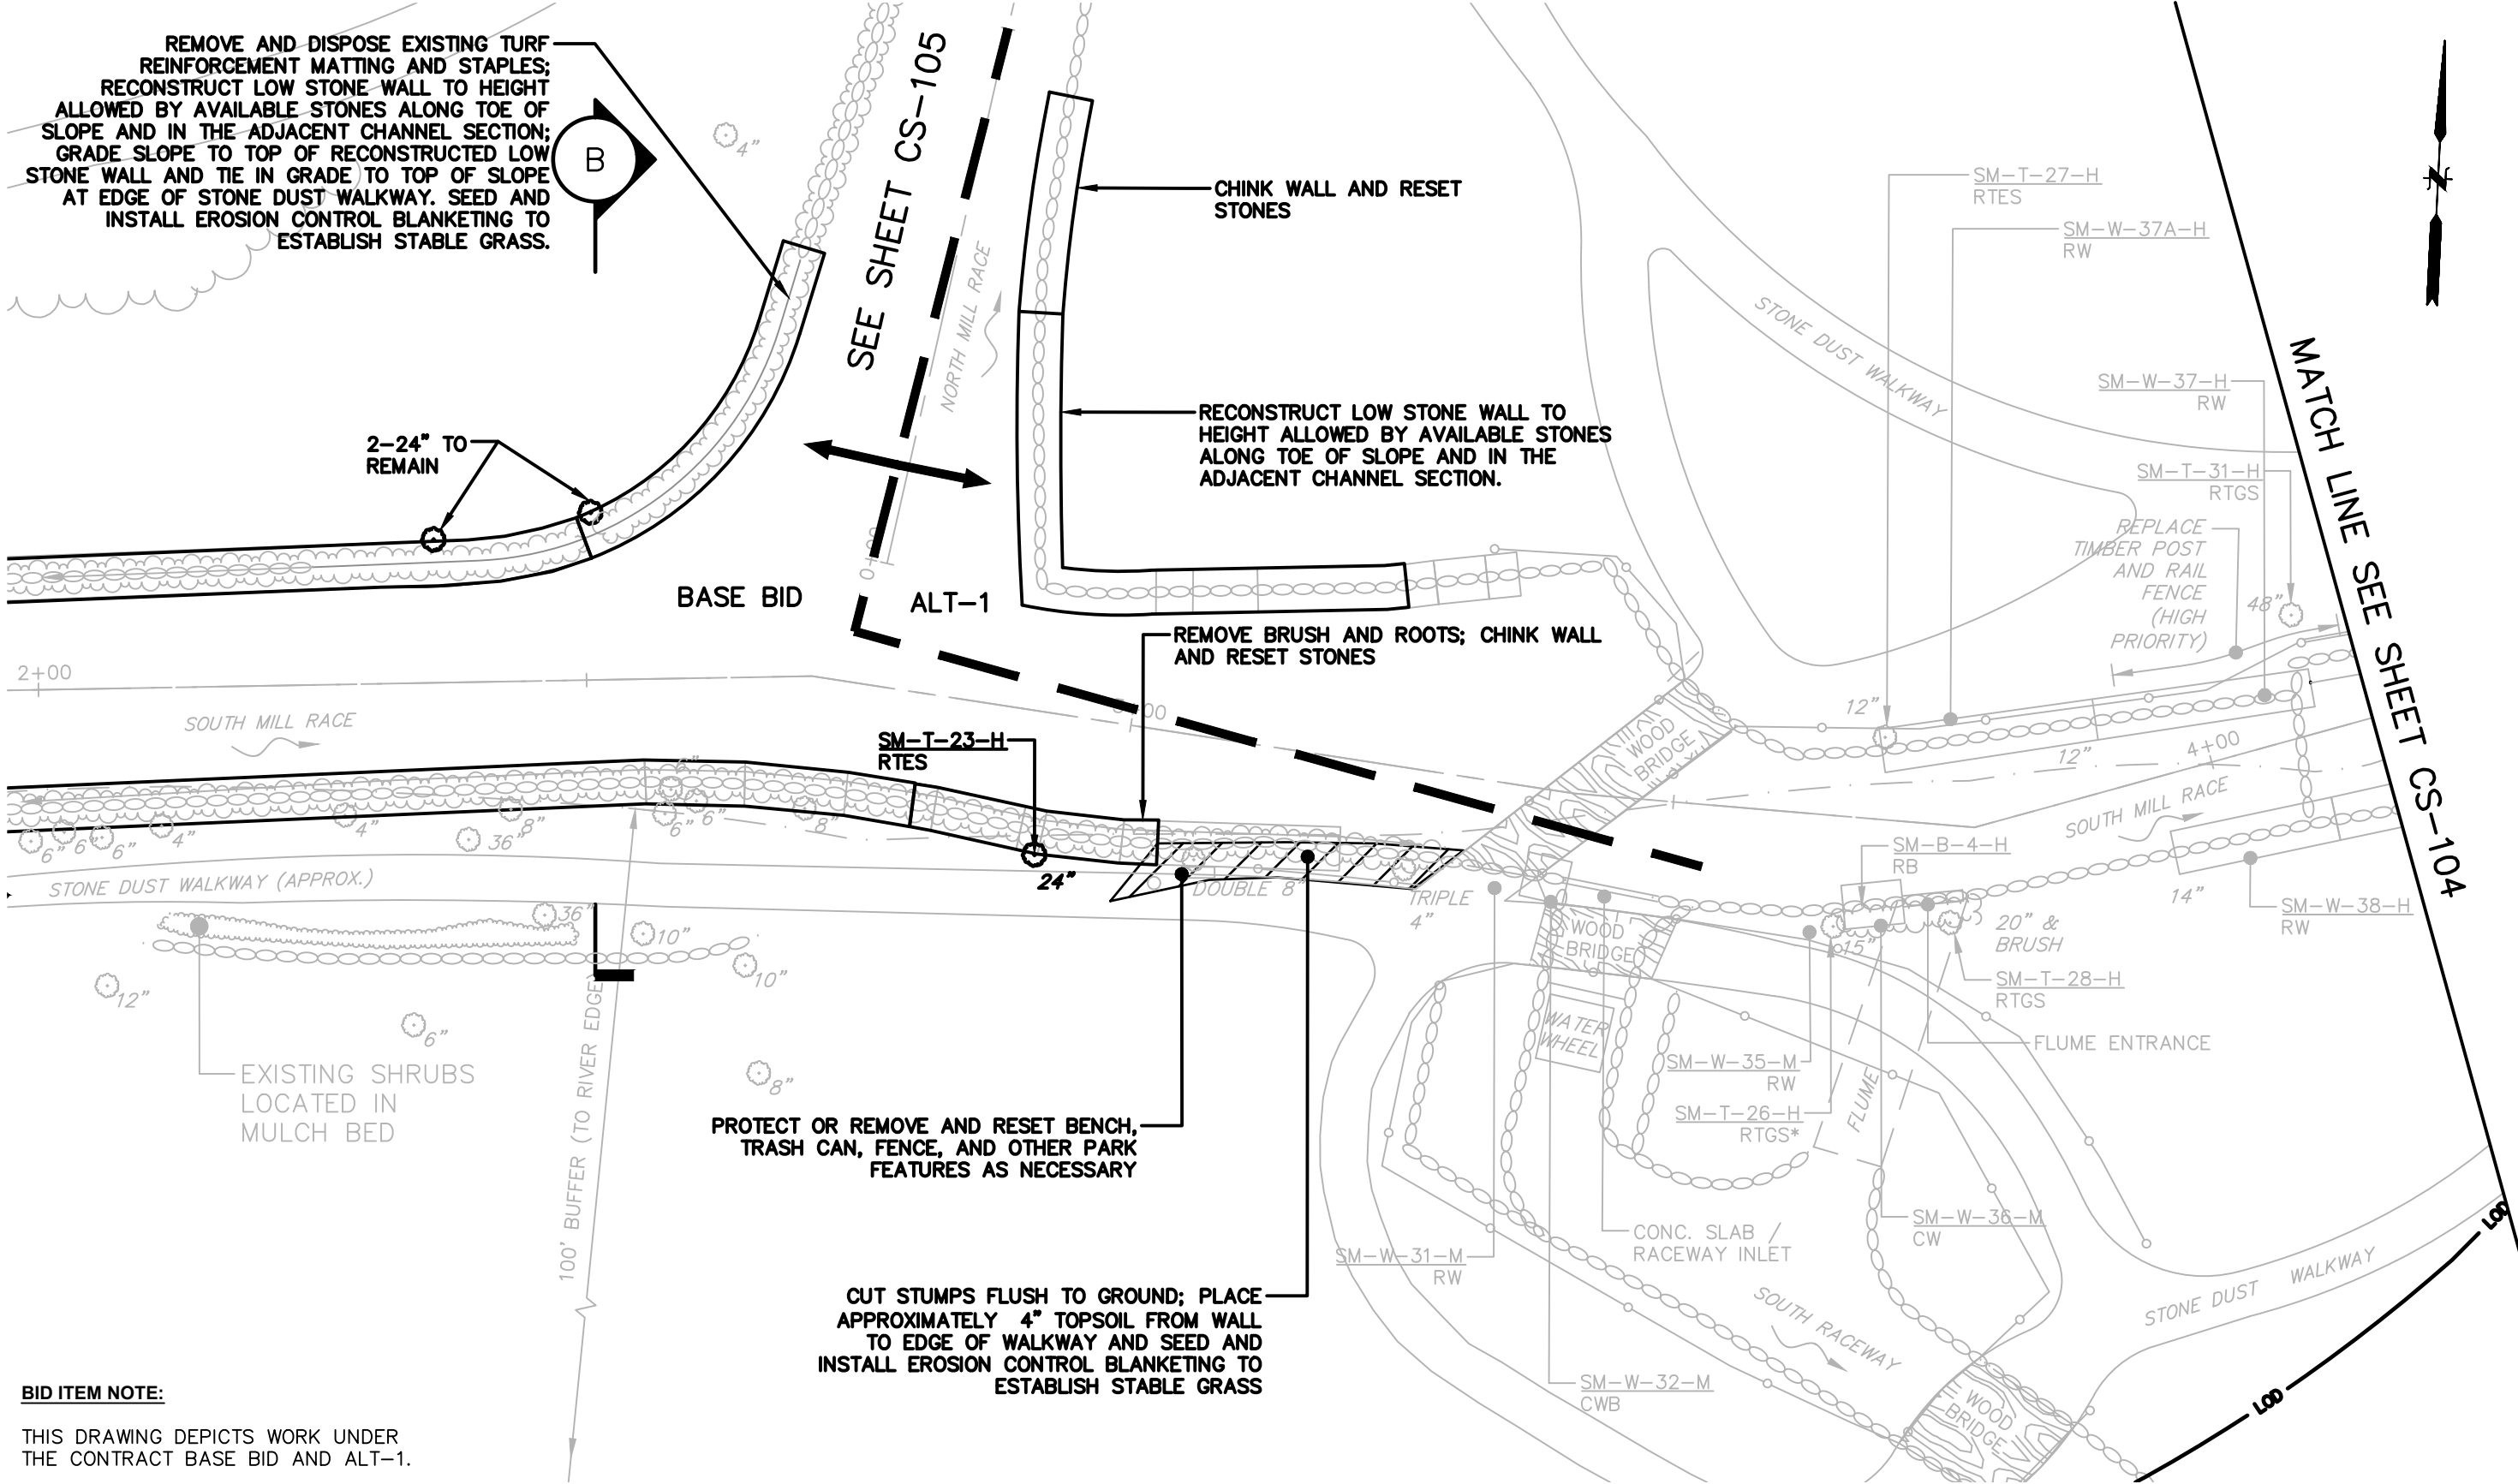 REMOVE AND DISPOSE EXISTING TURF
REINFORCEMENT MATTING AND STAPLES;
RECONSTRUCT LOW STONE WALL TO HEIGHT
ALLOWED BY AVAILABLE STONES ALONG TOE OF
SLOPE AND IN THE ADJACENT CHANNEL SECTION;
GRADE SLOPE TO TOP OF RECONSTRUCTED LOW
STONE WALL AND TIE IN GRADE TO TOP OF SLOPE
AT EDGE OF STONE DUST WALKWAY. SEED AND
INSTALL EROSION CONTROL BLANKETING TO
ESTABLISH STABLE GRASS.
B
4"
SEE SHEET CS-105
NORTH MILL RACE
CHINK WALL AND RESET
STONES
RECONSTRUCT LOW STONE WALL TO
HEIGHT ALLOWED BY AVAILABLE STONES
ALONG TOE OF SLOPE AND IN THE
ADJACENT CHANNEL SECTION.
STONE DUST WALKWAY
SM-T-27-H
RTES
SM-W-37A-H
RW
N
MATCH LINE SEE SHEET CS-104
SM-W-37-H
RW
SM-T-31-H
RTGS
REPLACE
TIMBER POST
AND RAIL
FENCE
(HIGH
PRIORITY)
48"
2-24" TO
REMAIN
BASE BID
ALT-1
REMOVE BRUSH AND ROOTS; CHINK WALL
AND RESET STONES
2+00
SOUTH MILL RACE
SM-T-23-H
RTES
24"
WOOD
BRIDGE
12"
12"
4+00
SOUTH MILL RACE
6"
6"
6"
4"
4"
36"
8"
6"
6"
6"
8"
STONE DUST WALKWAY (APPROX.)
DOUBLE 8"
TRIPLE
4"
SM-B-4-H
RB
14"
SM-W-38-H
RW
36"
10"
10"
12"
6"
8"
WOOD
BRIDGE
15"
20" &
BRUSH
SM-T-28-H
RTGS
FLUME ENTRANCE
WATER
WHEEL
SM-W-35-M
RW
SM-T-26-H
RTGS*
FLUME
EXISTING SHRUBS
LOCATED IN
MULCH BED
100' BUFFER (TO RIVER EDGE)
PROTECT OR REMOVE AND RESET BENCH,
TRASH CAN, FENCE, AND OTHER PARK
FEATURES AS NECESSARY
SM-W-31-M
RW
CONC. SLAB /
RACEWAY INLET
SM-W-36-M
CW
SOUTH RACEWAY
STONE DUST WALKWAY
LOD
CUT STUMPS FLUSH TO GROUND; PLACE
APPROXIMATELY 4" TOPSOIL FROM WALL
TO EDGE OF WALKWAY AND SEED AND
INSTALL EROSION CONTROL BLANKETING TO
ESTABLISH STABLE GRASS
SM-W-32-M
CWB
WOOD
BRIDGE
LOD
BID ITEM NOTE:
THIS DRAWING DEPICTS WORK UNDER
THE CONTRACT BASE BID AND ALT-1.